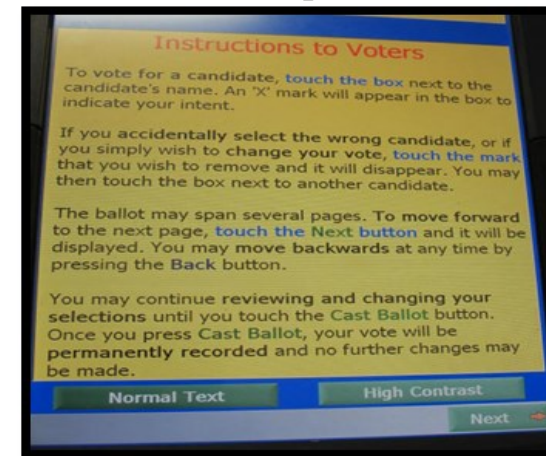 Instructions to Voters
To vote for a candidate, touch the box next to the
candidate's name. An 'X' mark will appear in the box to
indicate your intent.
If you accidentally select the wrong candidate, or if
you simply wish to change your vote, touch the mark
that you wish to remove and it will disappear. You may
then touch the box next to another candidate.
The ballot may span several pages. To move forward
to the next page, touch the Next button and it will be
displayed. You may move backwards at any time by
pressing the Back button.
You may continue reviewing and changing your
selections until you touch the Cast Ballot button.
Once you press Cast Ballot, your vote will be
permanently recorded and no further changes may
be made.
Normal Text High Contrast
Next